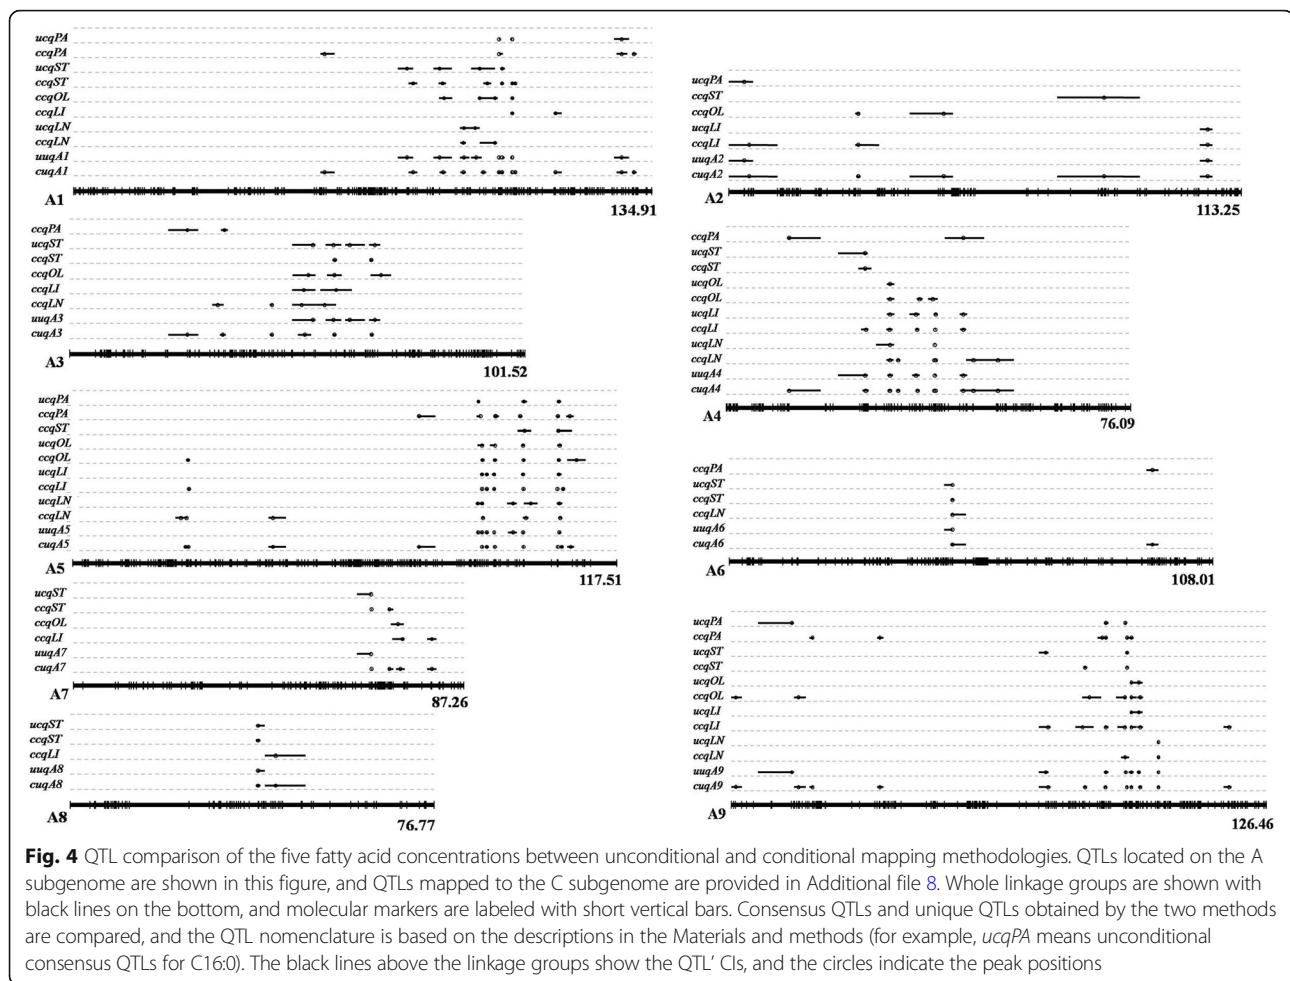 ucqPA
ccqPA
ucqST
ccqST
ccqOL
ccqLI
ucqLN
ccqLN
uuqA1
cuqA1
A1
134.91
ucqPA
ccqST
ccqOL
ucqLI
ccqLI
uuqA2
cuqA2
A2
113.25
ccqPA
ucqST
ccqST
ccqOL
ccqLI
ccqLN
uuqA3
cuqA3
A3
101.52
ccqPA
ucqST
ccqST
ucqOL
ccqOL
ucqLI
ccqLI
ucqLN
ccqLN
uuqA4
cuqA4
A4
76.09
ucqPA
ccqPA
ccqST
ucqOL
ccqOL
ucqLI
ccqLI
ucqLN
ccqLN
uuqA5
cuqA5
A5
117.51
ccqPA
ucqST
ccqST
ccqLN
uuqA6
cuqA6
A6
108.01
ucqST
ccqST
ccqOL
ccqLI
uuqA7
cuqA7
A7
87.26
ucqST
ccqST
ccqLI
uuqA8
cuqA8
A8
76.77
ucqPA
ccqPA
ucqST
ccqST
ucqOL
ccqOL
ucqLI
ccqLI
ucqLN
ccqLN
uuqA9
cuqA9
A9
126.46
Fig. 4 QTL comparison of the five fatty acid concentrations between unconditional and conditional mapping methodologies. QTLs located on the A
subgenome are shown in this figure, and QTLs mapped to the C subgenome are provided in Additional file 8. Whole linkage groups are shown with
black lines on the bottom, and molecular markers are labeled with short vertical bars. Consensus QTLs and unique QTLs obtained by the two methods
are compared, and the QTL nomenclature is based on the descriptions in the Materials and methods (for example, ucqPA means unconditional
consensus QTLs for C16:0). The black lines above the linkage groups show the QTL' CIs, and the circles indicate the peak positions